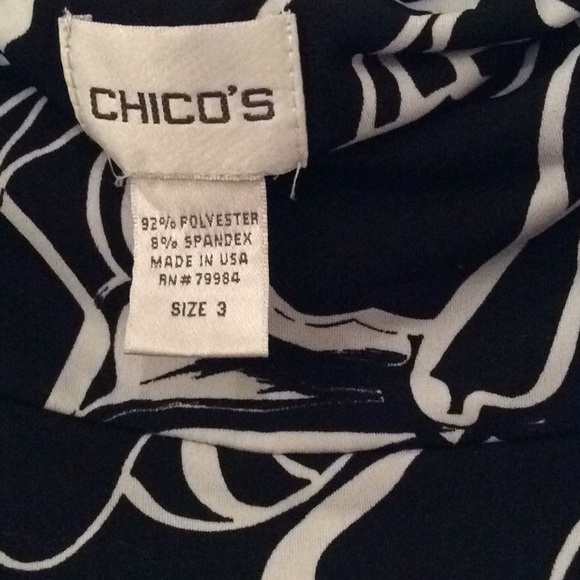 CHICO'S
92% POLYESTER
8% SPANDEX
MADE IN USA
RN# 79984
SIZE 3